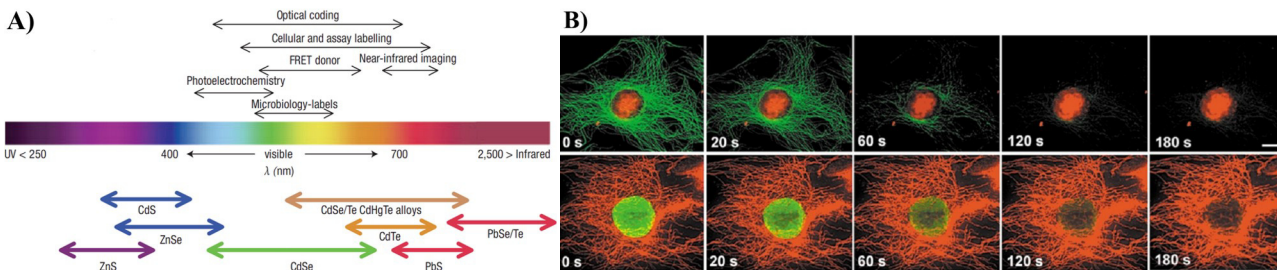 A)
Optical coding
Cellular and assay labelling
FRET donor
Near-infrared imaging
Photoelectrochemistry
Microbiology-labels
UV < 250
400
visible
700
2,500 > Infrared
λ (nm)
CdS
CdSe/Te CdHgTe alloys
ZnSe
CdTe
PbSe/Te
ZnS
CdSe
PbS
B)
0 s
20 s
60 s
120 s
180 s
0 s
20 s
60 s
120 s
180 s